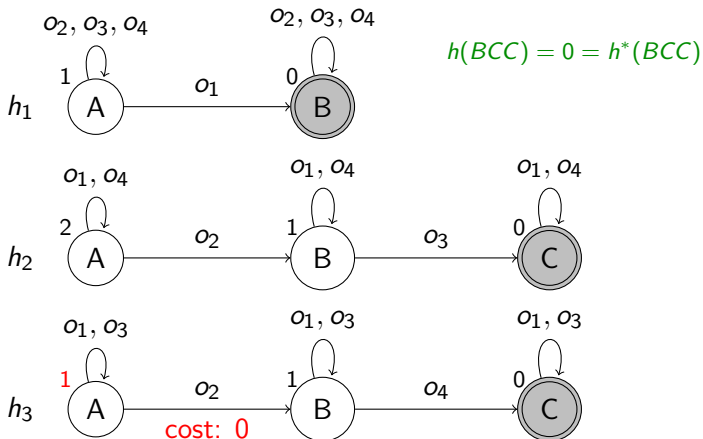 o₂, o₃, o₄ o₂, o₃, o₄
h(BCC) = 0 = h*(BCC)
1 0
h₁ A o₁ B
o₁, o₄ o₁, o₄ o₁, o₄
2 1 0
h₂ A o₂ B o₃ C
o₁, o₃ o₁, o₃ o₁, o₃
1 1 0
h₃ A o₂ B o₄ C
cost: 0